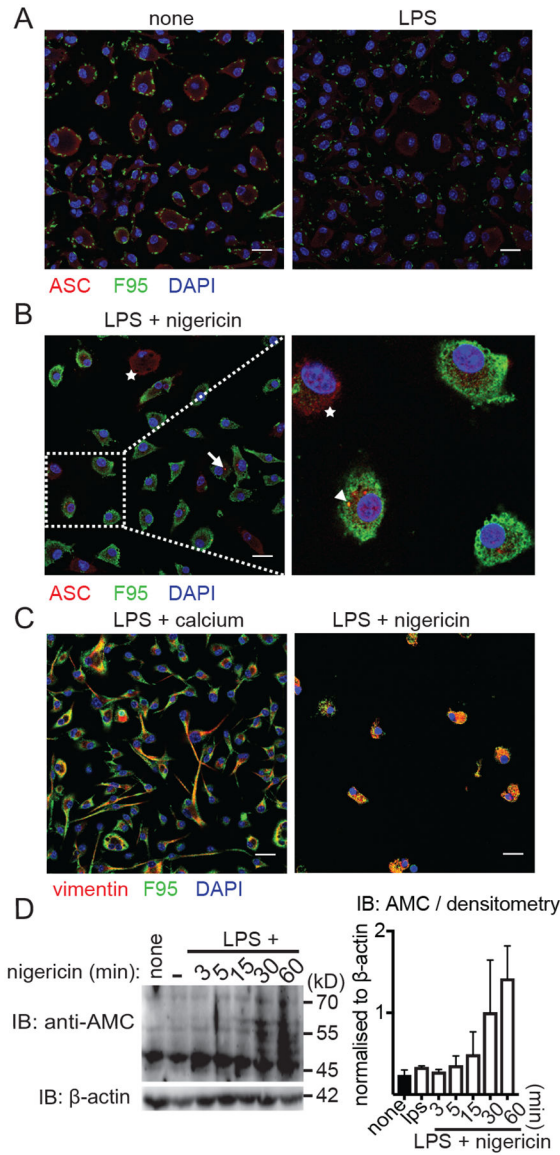 A
none
LPS
ASC F95 DAPI
B
LPS + nigericin
ASC F95 DAPI
C
LPS + calcium
LPS + nigericin
vimentin F95 DAPI
D
none
LPS +
nigericin (min): - 3 5 15 30 60 (kD)
IB: anti-AMC
70
55
45
IB: β-actin
42
IB: AMC / densitometry
normalised to β-actin
2
1
none lps 3 5 15 30 60 (min)
LPS + nigericin